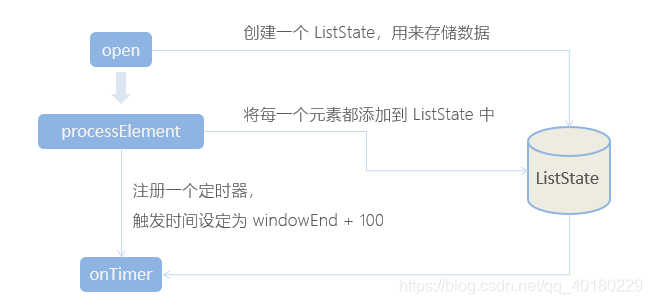 创建一个 ListState，用来存储数据
open
将每一个元素都添加到 ListState 中
processElement
ListState
注册一个定时器，
触发时间设定为 windowEnd + 100
onTimer
https://blog.csdn.net/qq_40180229